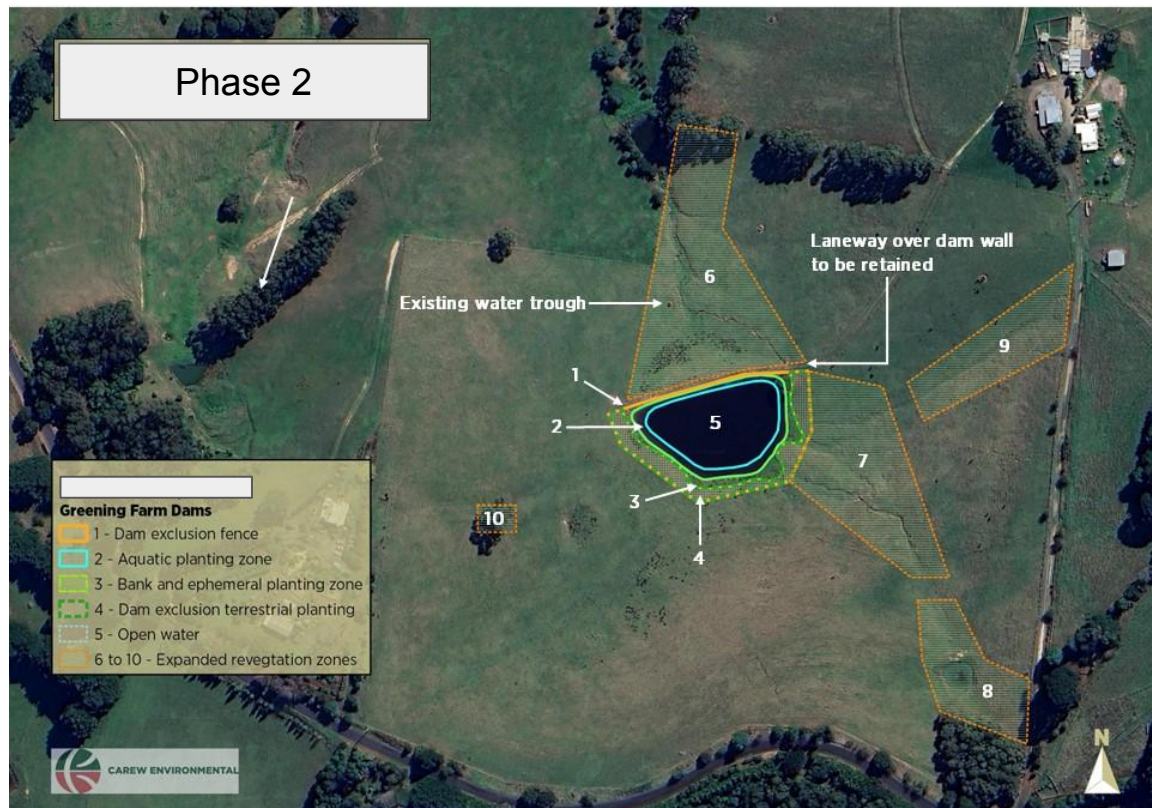 Phase 2
Laneway over dam wall
to be retained
6
Existing water trough
9
1
2
5
7
3
4
10
8
Greening Farm Dams
1 - Dam exclusion fence
2 - Aquatic planting zone
3 - Bank and ephemeral planting zone
4 - Dam exclusion terrestrial planting
5 - Open water
6 to 10 - Expanded revegtation zones
CAREW ENVIRONMENTAL
N